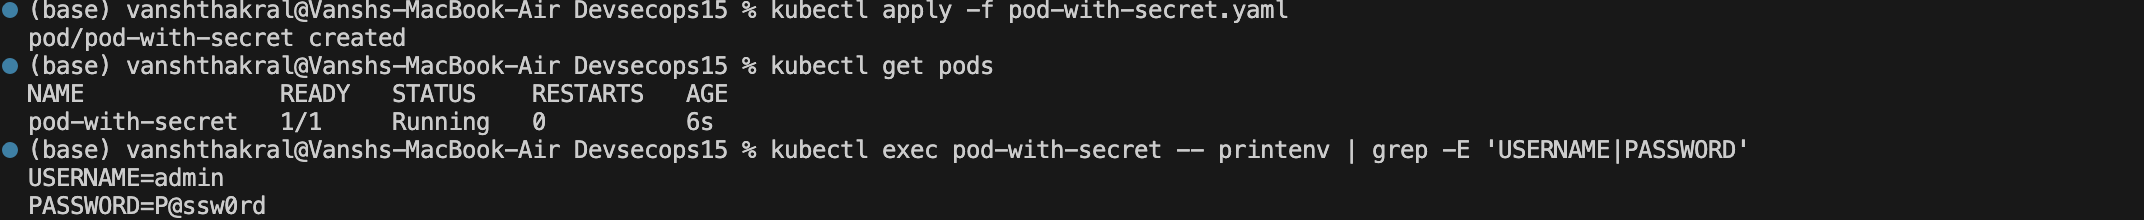 (base) vanshthakral@Vanshs-MacBook-Air Devsecops15 % kubectl apply -f pod-with-secret.yaml
pod/pod-with-secret created
(base) vanshthakral@Vanshs-MacBook-Air Devsecops15 % kubectl get pods
NAME              READY   STATUS    RESTARTS   AGE
pod-with-secret   1/1     Running   0          6s
(base) vanshthakral@Vanshs-MacBook-Air Devsecops15 % kubectl exec pod-with-secret -- printenv | grep -E 'USERNAME|PASSWORD'
USERNAME=admin
PASSWORD=P@ssw0rd